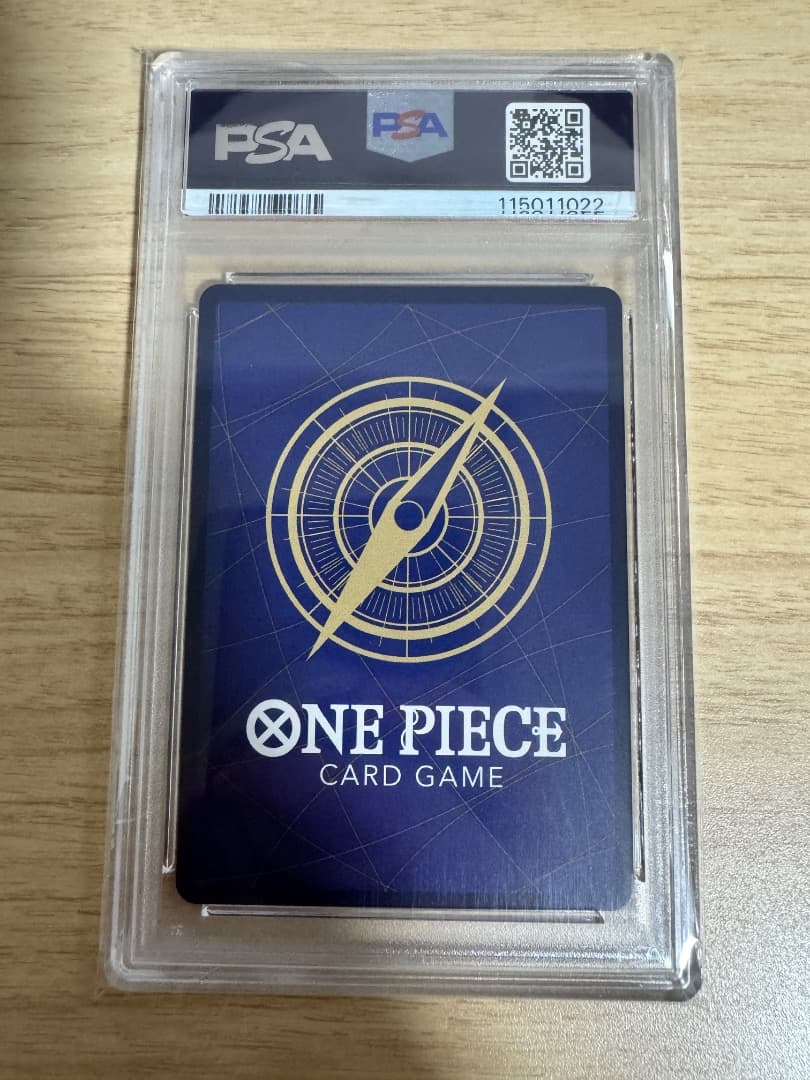 PSA
PSA
115011022
ONE PIECE
CARD GAME